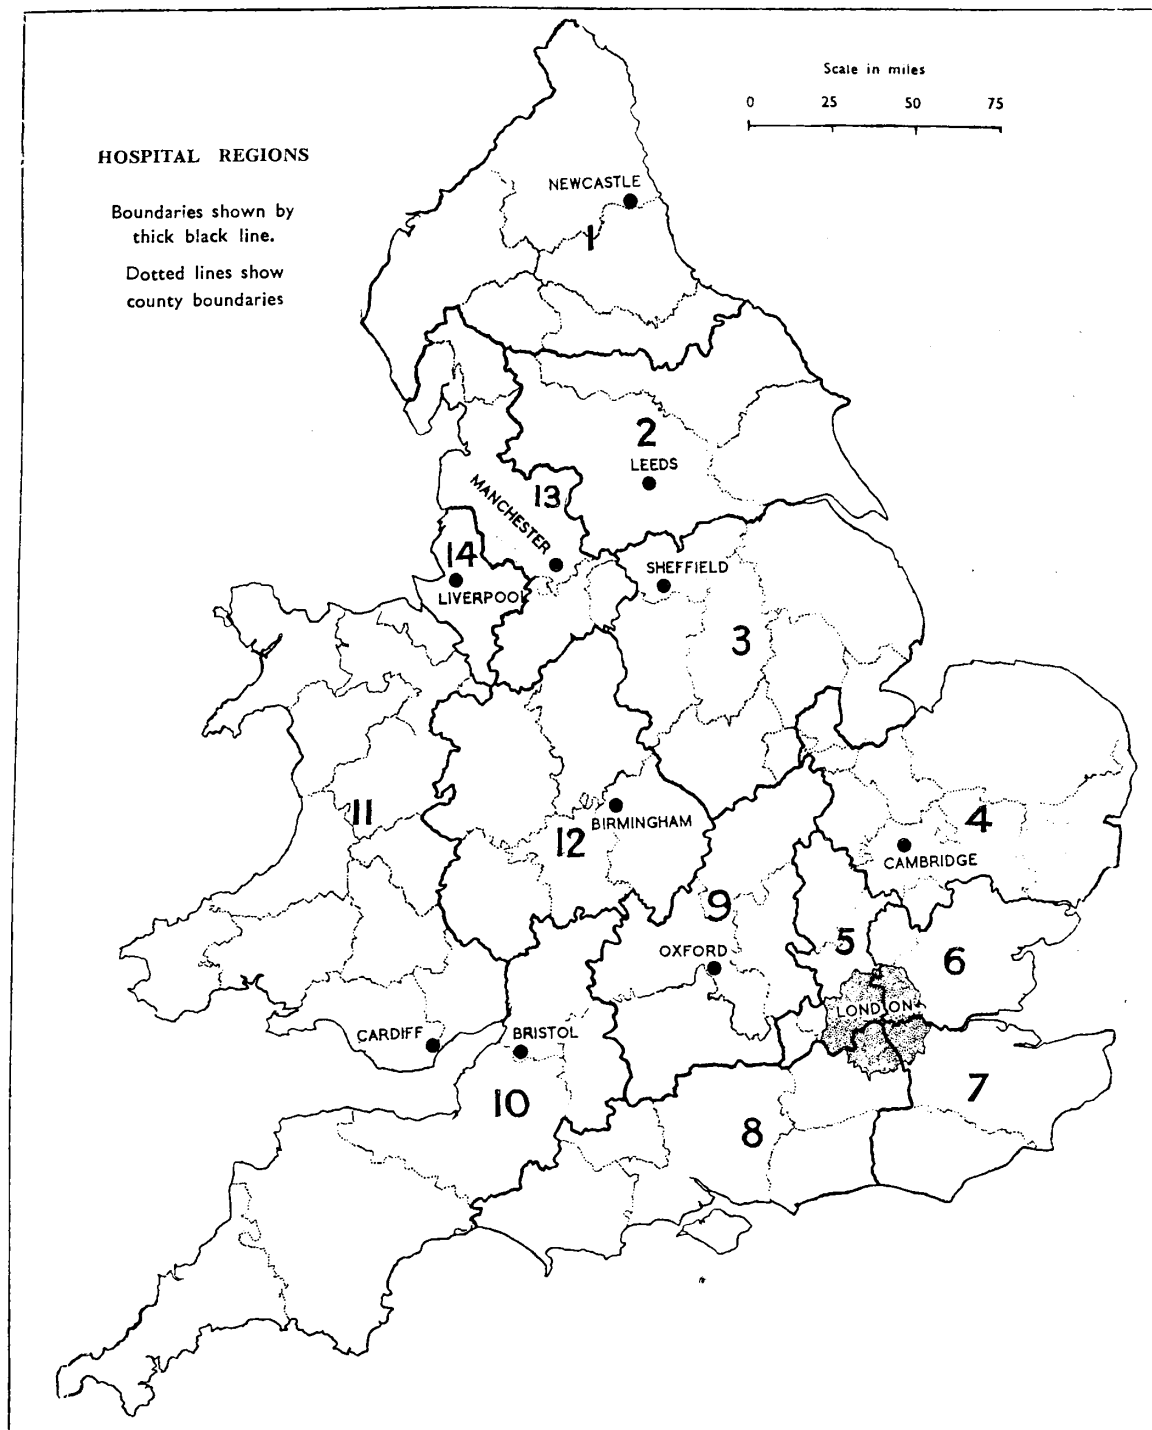 Scale in miles
0 25 50 75
HOSPITAL REGIONS
Boundaries shown by
thick black line.
Dotted lines show
county boundaries
NEWCASTLE
1
2
LEEDS
13
MANCHESTER
14
LIVERPOOL
SHEFFIELD
3
11
12
BIRMINGHAM
4
CAMBRIDGE
9
OXFORD
5
6
LONDON
CARDIFF
BRISTOL
10
7
8